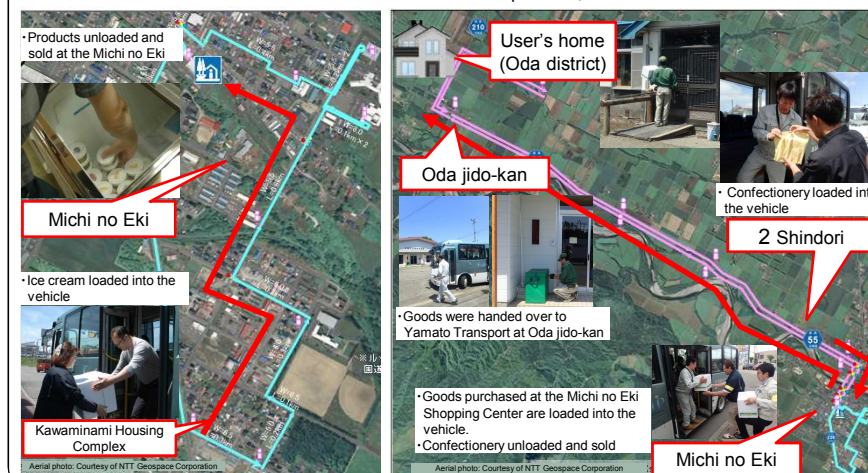 ・Products unloaded and
sold at the Michi no Eki
Michi no Eki
・Ice cream loaded into the
vehicle
Kawaminami Housing
Complex
Aerial photo: Courtesy of NTT Geospace Corporation
210
User's home
(Oda district)
Oda jido-kan
・Confectionery loaded int
the vehicle
2 Shindori
55
・Goods were handed over to
Yamato Transport at Oda jido-kan
・Goods purchased at the Michi no Eki
Shopping Center are loaded into the
vehicle.
・Confectionery unloaded and sold
Michi no Eki
Aerial photo: Courtesy of NTT Geospace Corporation